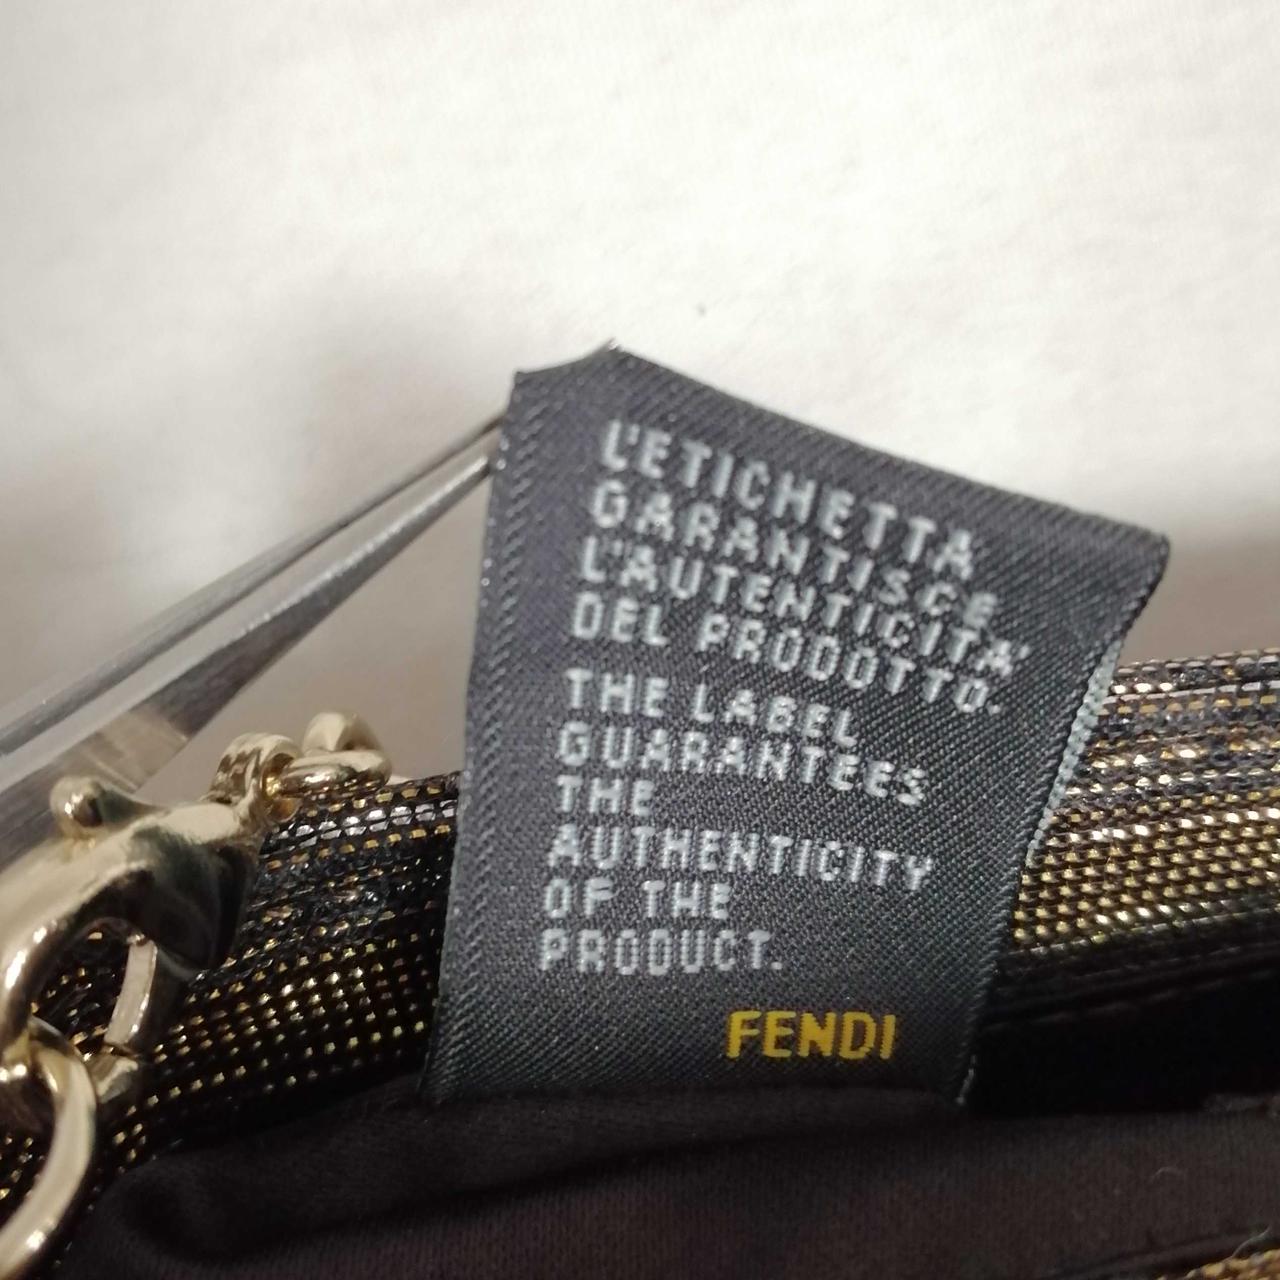 L'ETICHETTA
GARANTISCE
L'AUTENTICITA'
DEL PRODOTTO.
THE LABEL
GUARANTEES
THE
AUTHENTICITY
OF THE
PRODUCT.
FENDI